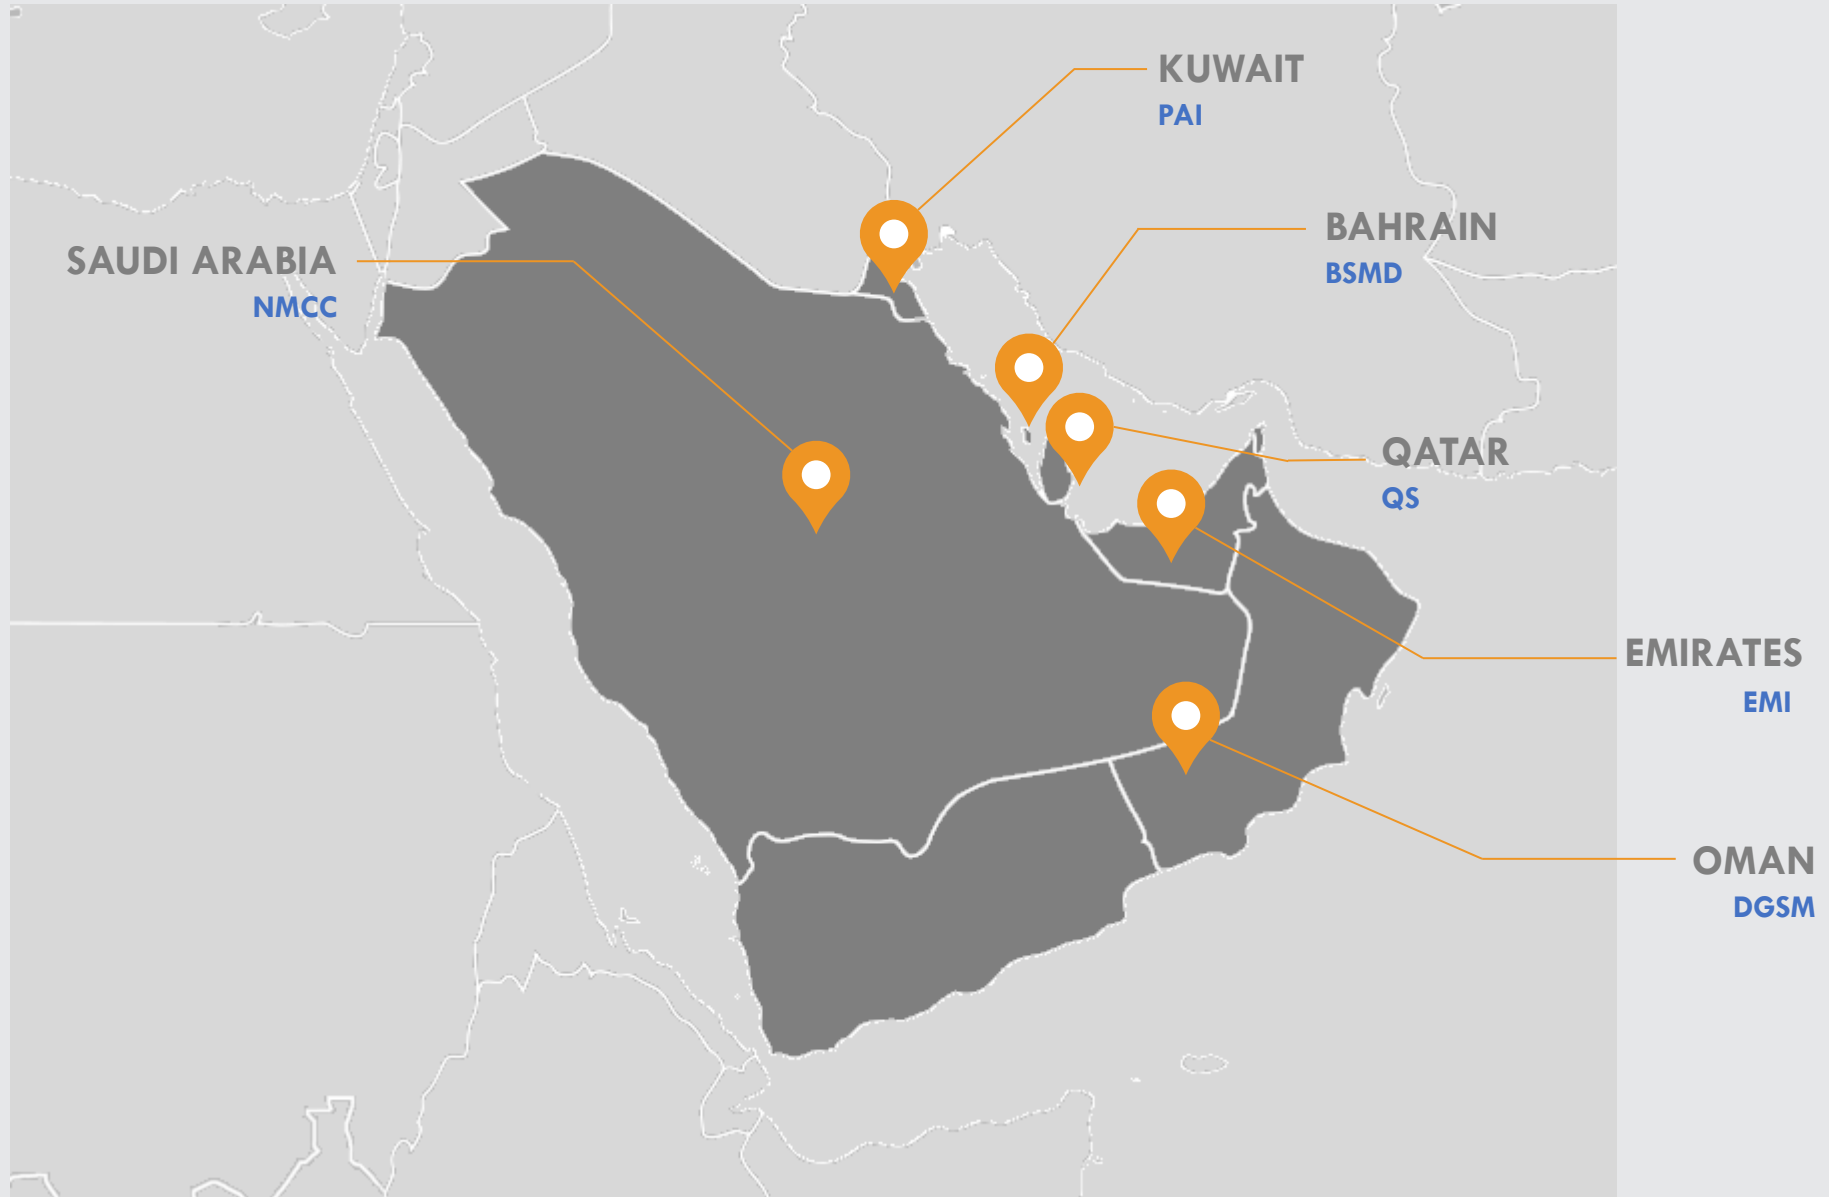 KUWAIT
PAI
BAHRAIN
BSMD
SAUDI ARABIA
NMCC
QATAR
QS
EMIRATES
EMI
OMAN
DGSM